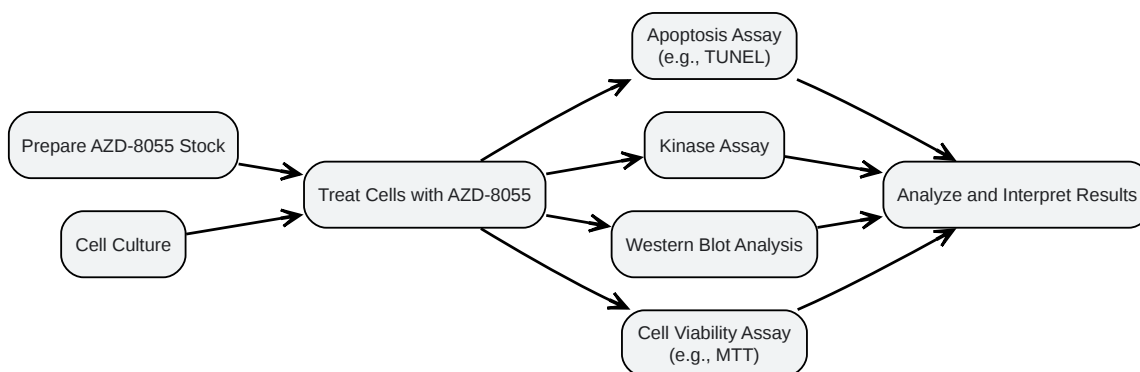 Prepare AZD-8055 Stock
Cell Culture
Treat Cells with AZD-8055
Apoptosis Assay
(e.g., TUNEL)
Kinase Assay
Western Blot Analysis
Cell Viability Assay
(e.g., MTT)
Analyze and Interpret Results